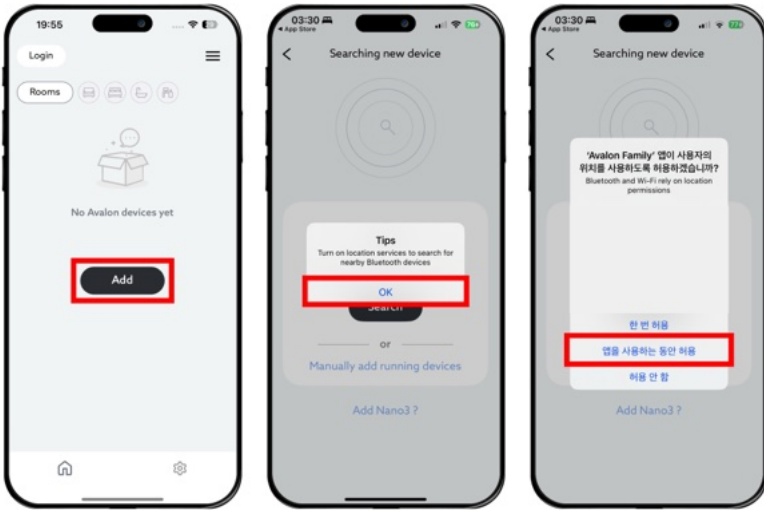 19:55
Login
Rooms
No Avalon devices yet
Add
03:30
App Store
76
Searching new device
Tips
Turn on location services to search for
nearby Bluetooth devices
OK
Search
or
Manually add running devices
Add Nano3 ?
03:30
App Store
77
Searching new device
'Avalon Family' 앱이 사용자의
위치를 사용하도록 허용하겠습니까?
Bluetooth and Wi-Fi rely on location
permissions
한 번 허용
앱을 사용하는 동안 허용
허용 안 함
Add Nano3 ?